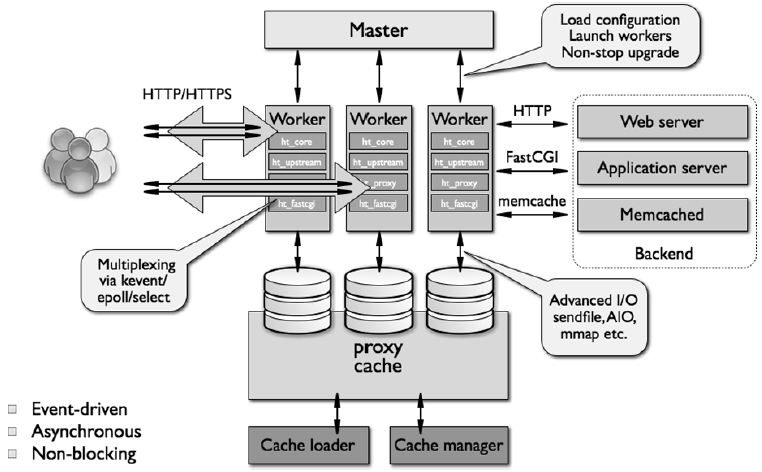 Master
Load configuration
Launch workers
Non-stop upgrade
HTTP/HTTPS
Worker
ht_core
ht_upstream
ht_fastcgi
Worker
ht_core
ht_upstream
ht_proxy
ht_fastcgi
Worker
ht_core
ht_upstream
ht_proxy
ht_fastcgi
HTTP
Web server
FastCGI
Application server
memcache
Memcached
Backend
Multiplexing
via kevent/
epoll/select
Advanced I/O
sendfile, AIO,
mmap etc.
proxy
cache
Event-driven
Asynchronous
Non-blocking
Cache loader
Cache manager